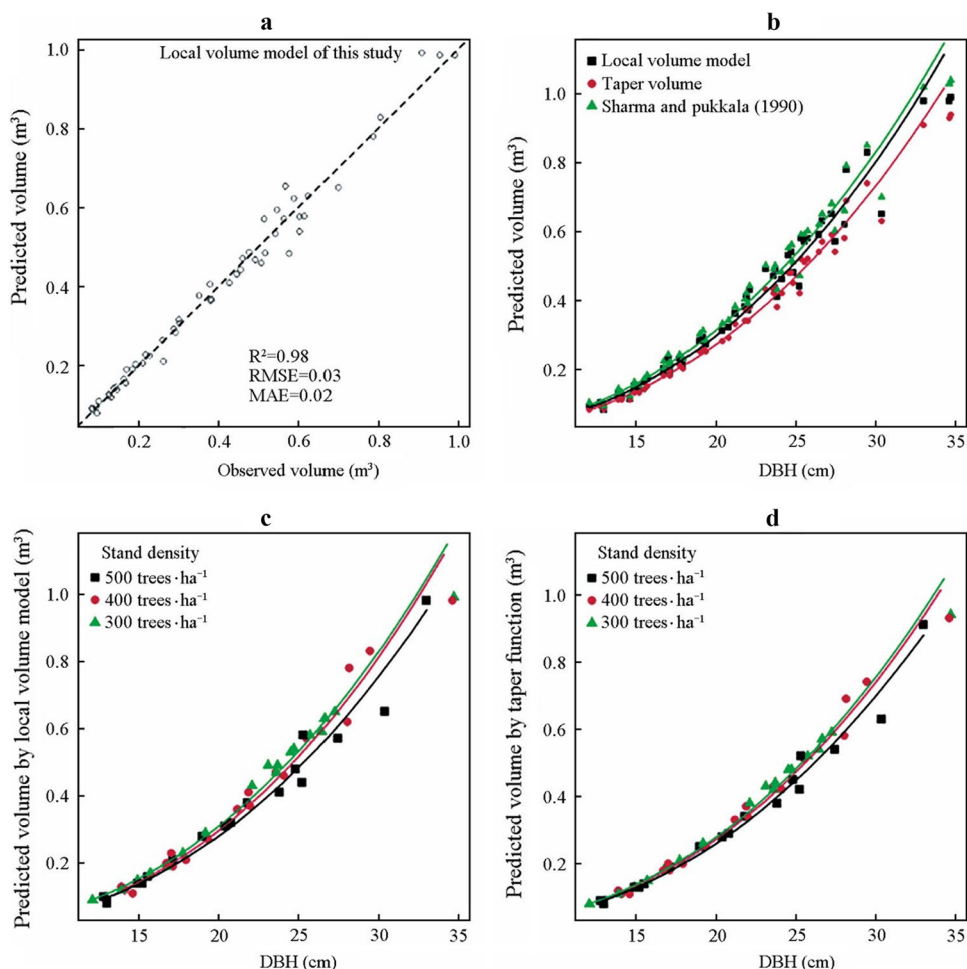 a
Local volume model of this study
1.0
0.8
0.6
0.4
0.2
Predicted volume (m³)
R²=0.98
RMSE=0.03
MAE=0.02
0.2 0.4 0.6 0.8 1.0
Observed volume (m³)
b
Local volume model
Taper volume
Sharma and pukkala (1990)
1.0
0.8
0.6
0.4
0.2
Predicted volume (m³)
15 20 25 30 35
DBH (cm)
c
Stand density
500 trees·ha⁻¹
400 trees·ha⁻¹
300 trees·ha⁻¹
1.0
0.8
0.6
0.4
0.2
Predicted volume by local volume model (m³)
15 20 25 30 35
DBH (cm)
d
Stand density
500 trees·ha⁻¹
400 trees·ha⁻¹
300 trees·ha⁻¹
1.0
0.8
0.6
0.4
0.2
Predicted volume by taper function (m³)
15 20 25 30 35
DBH (cm)